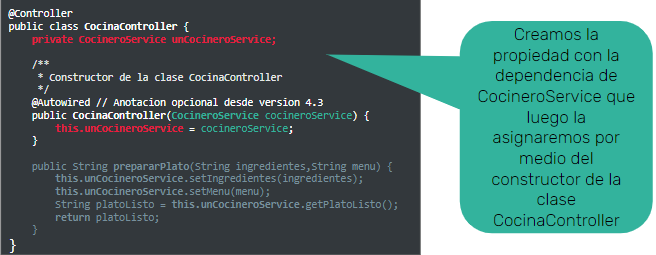 @Controller
public class CocinaController {
    private CocineroService unCocineroService;
    /**
     * Constructor de la clase CocinaController
     */
    @Autowired // Anotacion opcional desde version 4.3
    public CocinaController(CocineroService cocineroService) {
        this.unCocineroService = cocineroService;
    }
    public String prepararPlato(String ingredientes,String menu) {
        this.unCocineroService.setIngredientes(ingredientes);
        this.unCocineroService.setMenu(menu);
        String platoListo = this.unCocineroService.getPlatoListo();
        return platoListo;
    }
}
Creamos la
propiedad con la
dependencia de
CocineroService que
luego la
asignaremos por
medio del
constructor de la
clase
CocinaController